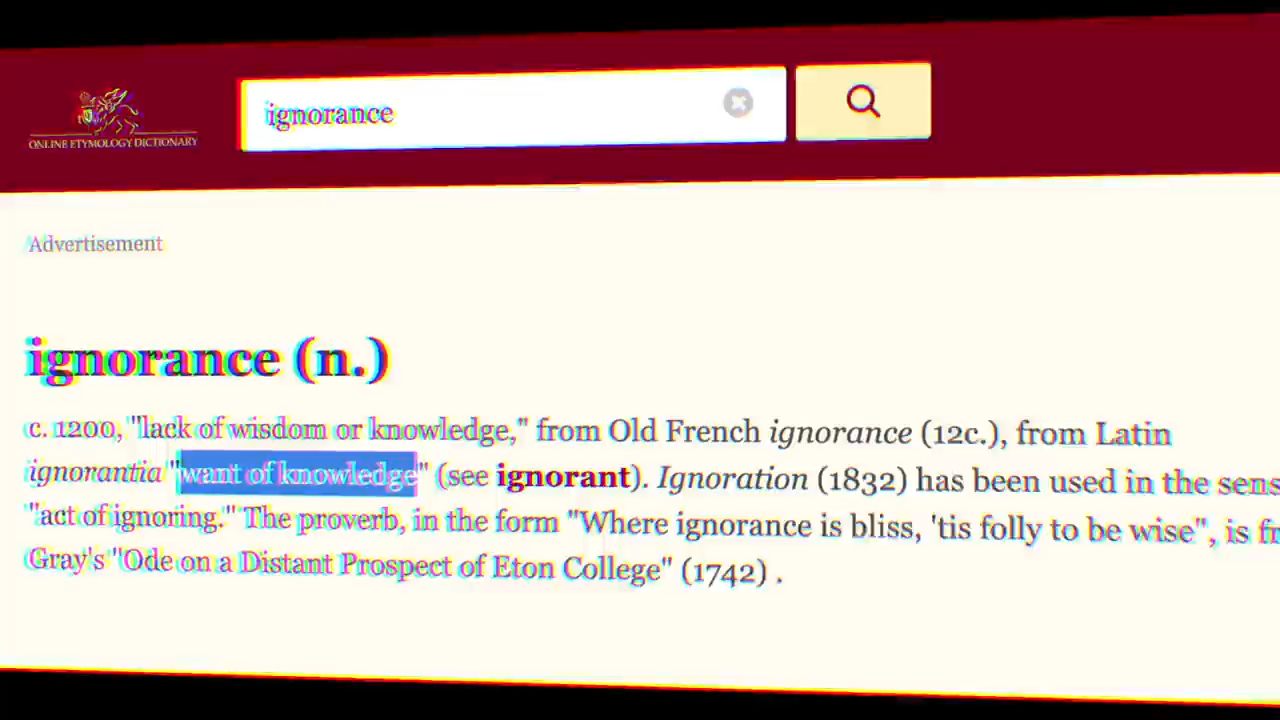 ignorance
ONLINE ETYMOLOGY DICTIONARY
Advertisement
ignorance (n.)
c. 1200, "lack of wisdom or knowledge," from Old French ignorance (12c.), from Latin
ignorantia "want of knowledge" (see ignorant). Ignoration (1832) has been used in the sens
"act of ignoring." The proverb, in the form "Where ignorance is bliss, 'tis folly to be wise", is fr
Gray's "Ode on a Distant Prospect of Eton College" (1742) .